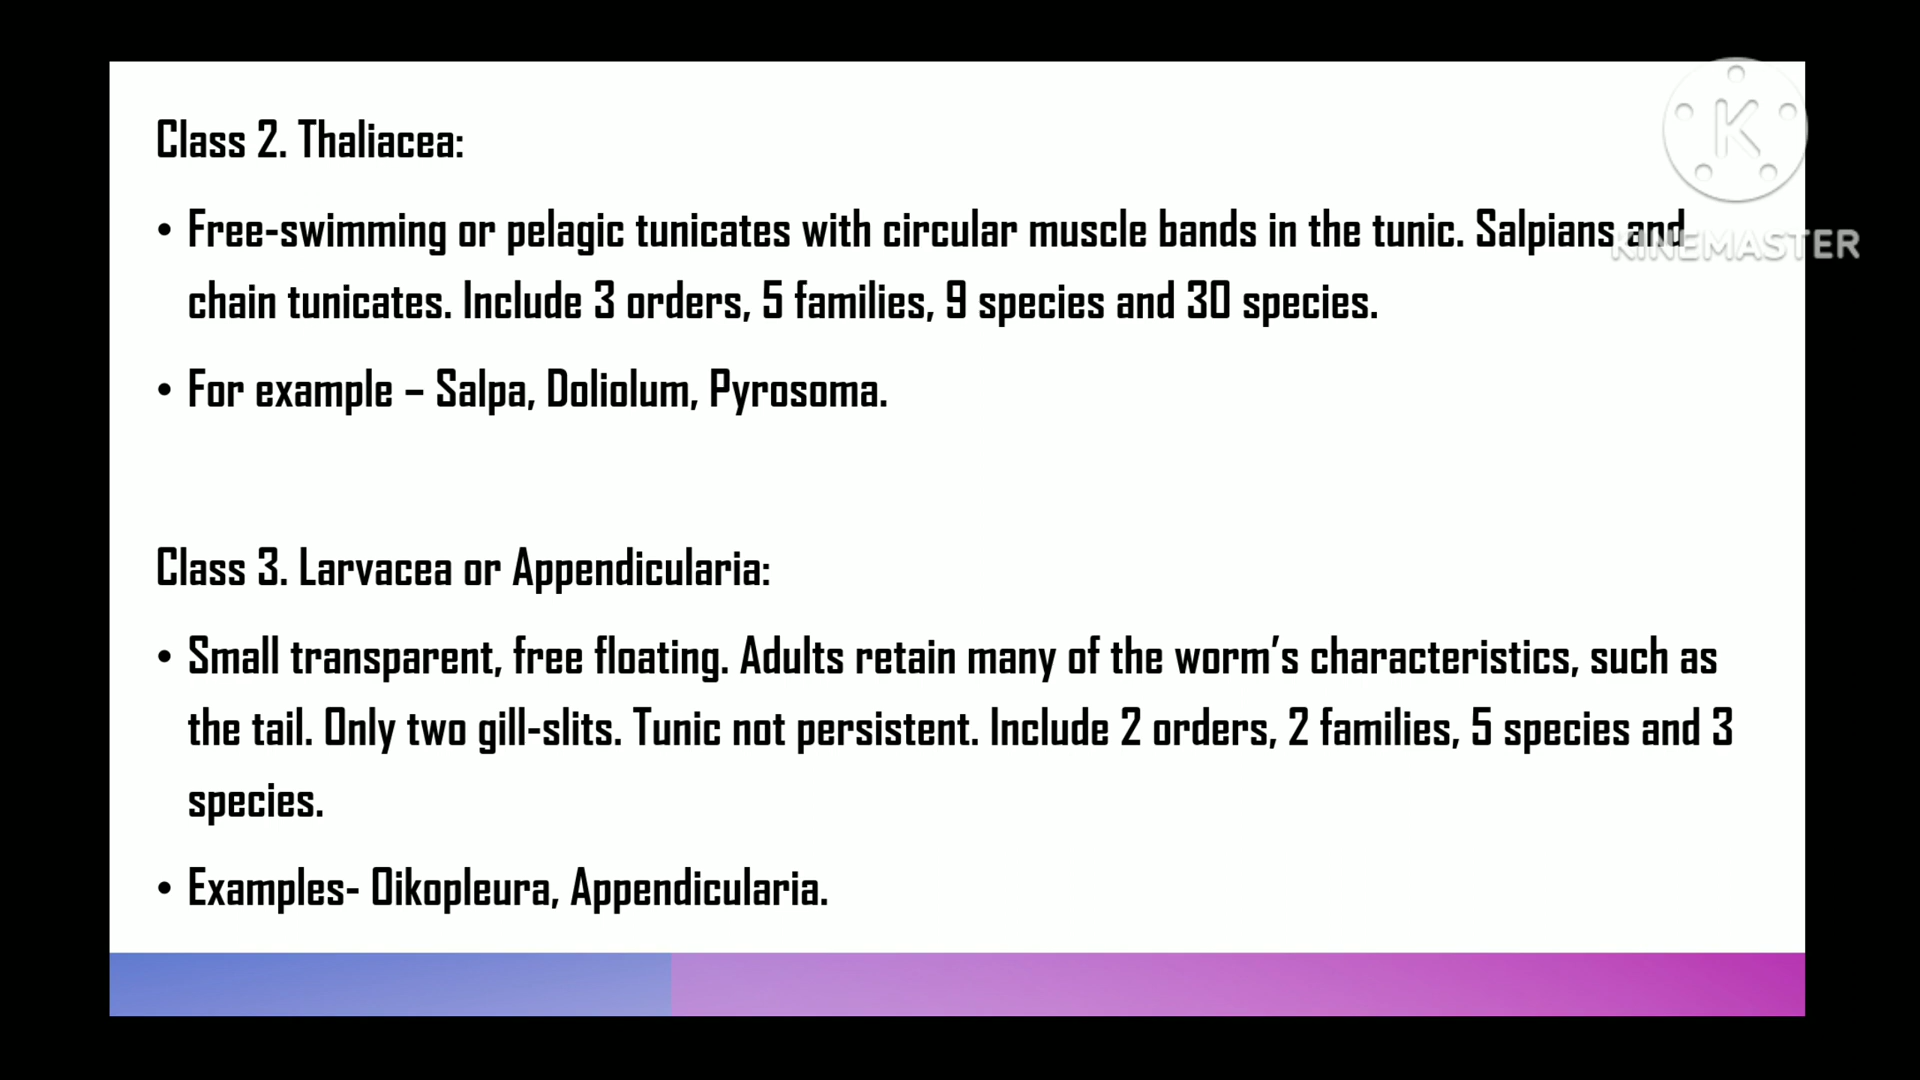 Class 2. Thaliacea:
K
• Free-swimming or pelagic tunicates with circular muscle bands in the tunic. Salpians and
KINEMASTER
chain tunicates. Include 3 orders, 5 families, 9 species and 30 species.
• For example – Salpa, Doliolum, Pyrosoma.
Class 3. Larvacea or Appendicularia:
• Small transparent, free floating. Adults retain many of the worm's characteristics, such as
the tail. Only two gill-slits. Tunic not persistent. Include 2 orders, 2 families, 5 species and 3
species.
• Examples- Oikopleura, Appendicularia.